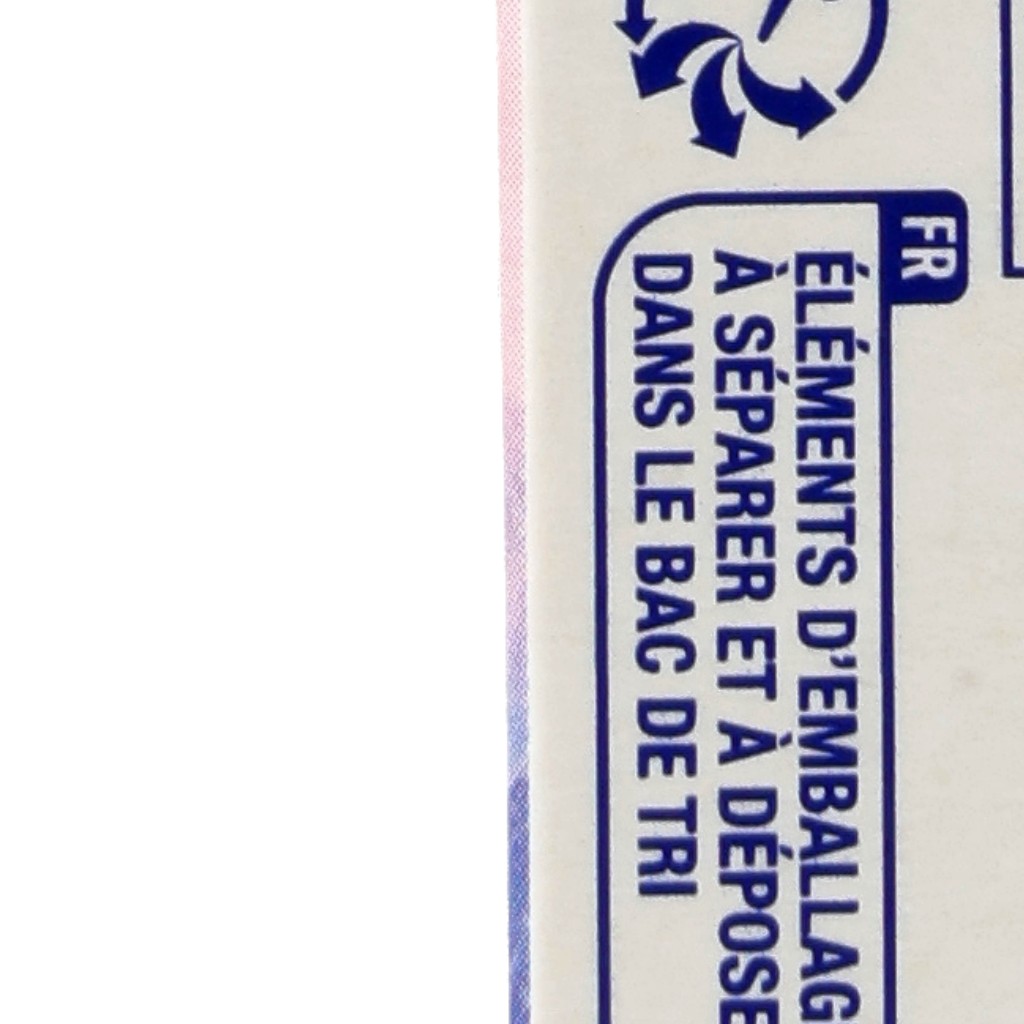 FR
ÉLÉMENTS D'EMBALLAG
À SÉPARER ET À DÉPOSE
DANS LE BAC DE TRI